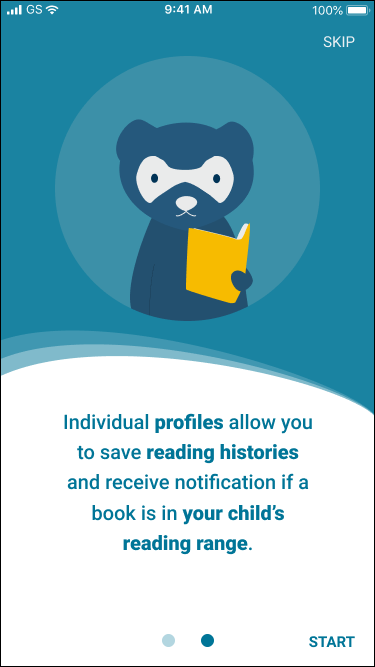 GS 9:41 AM 100%
SKIP
Individual profiles allow you
to save reading histories
and receive notification if a
book is in your child’s
reading range.
START